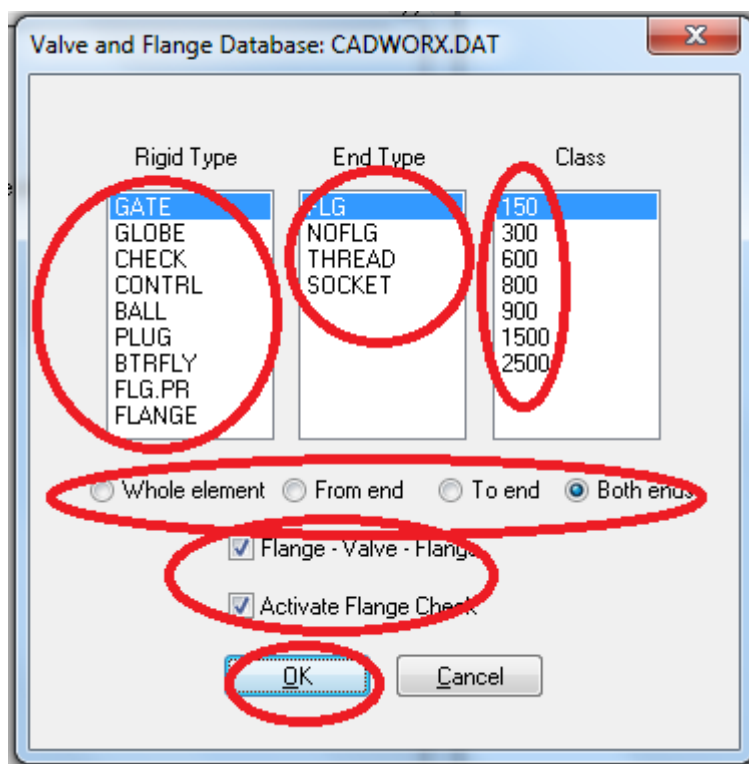 Valve and Flange Database: CADWORX.DAT
Rigid Type End Type Class
GATE FLG 150
GLOBE NOFLG 300
CHECK THREAD 600
CONTRL SOCKET 800
BALL 900
PLUG 1500
BTRFLY 2500
FLG.PR
FLANGE
Whole element From end To end Both ends
Flange - Valve - Flange
Activate Flange Check
OK Cancel